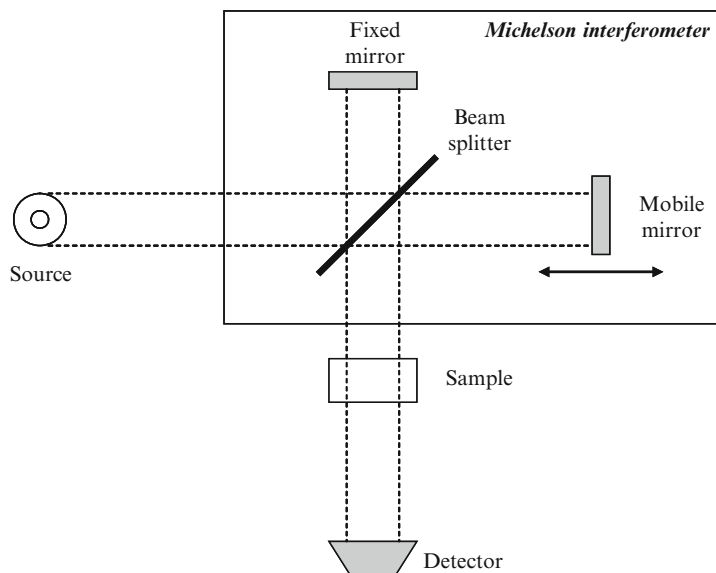 Fixed
mirror
Michelson interferometer
Beam
splitter
Mobile
mirror
Source
Sample
Detector